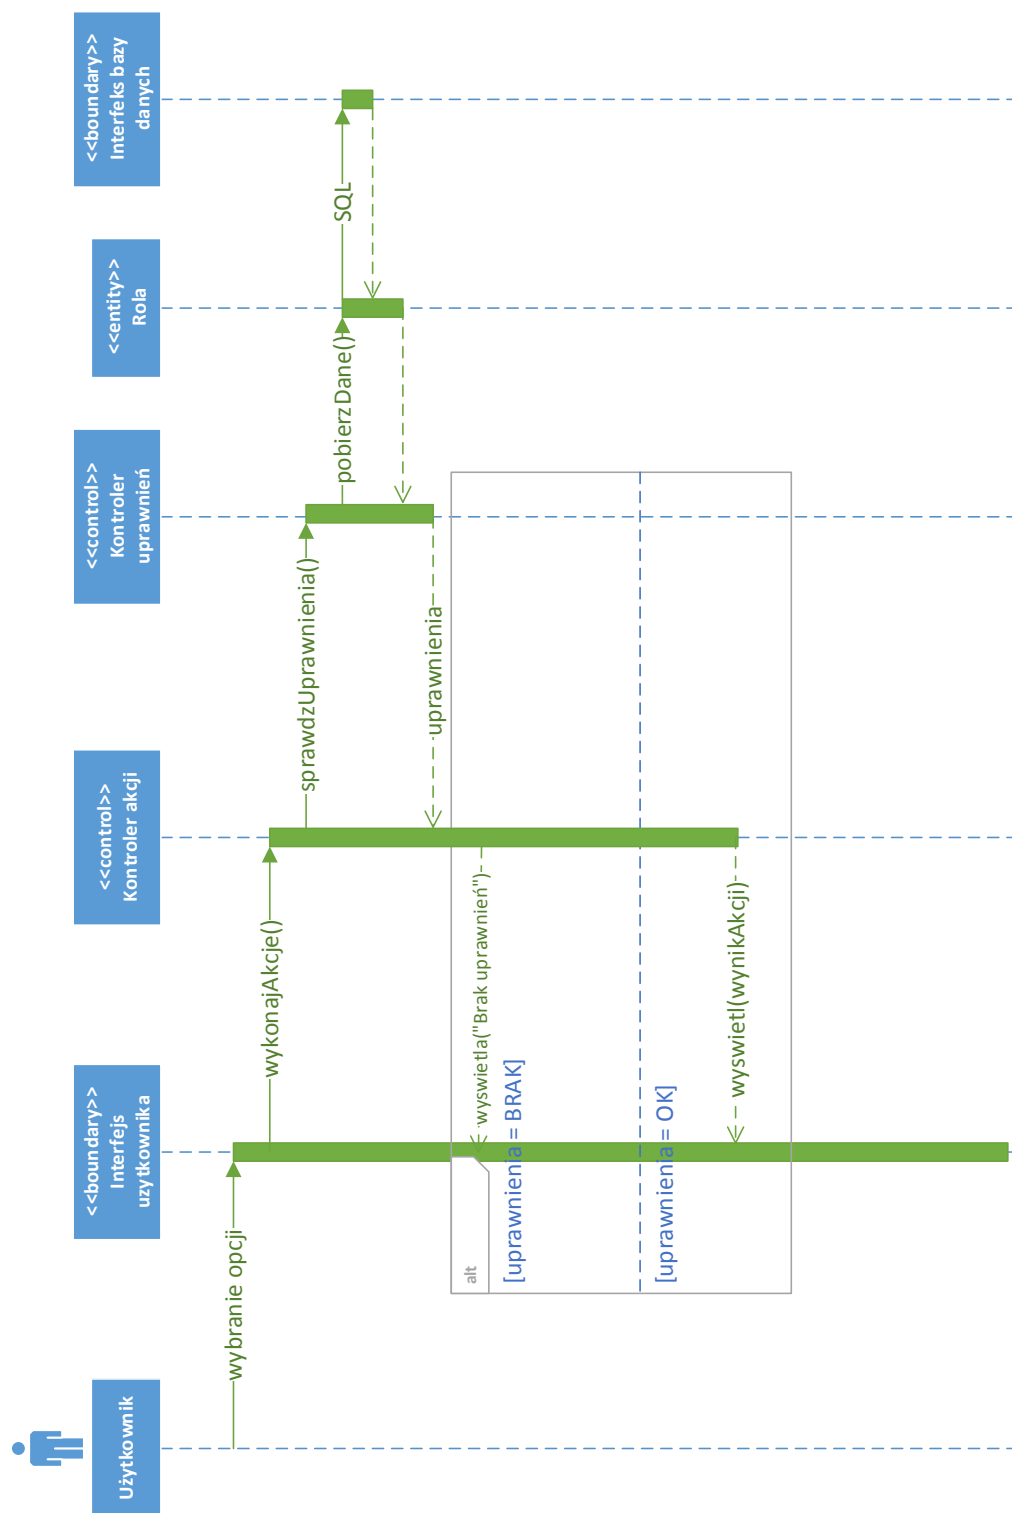 Użytkownik
<<boundary>>
Interfejs
uzytkownika
<<control>>
Kontroler akcji
<<control>>
Kontroler
uprawnień
<<entity>>
Rola
<<boundary>>
Interfeks bazy
danych
wybranie opcji
wykonajAkcje()
sprawdzUprawnienia()
pobierzDane()
SQL
uprawnienia
alt
wyswietla("Brak uprawnień")
[uprawnienia = BRAK]
[uprawnienia = OK]
wyswietl(wynikAkcji)